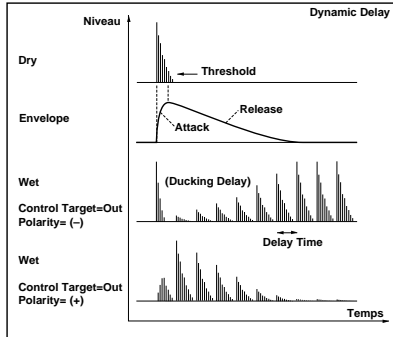 Dynamic Delay
Niveau
Dry
Threshold
Envelope
Release
Attack
Wet
(Ducking Delay)
Control Target=Out
Polarity= (–)
Delay Time
Wet
Control Target=Out
Polarity= (+)
Temps